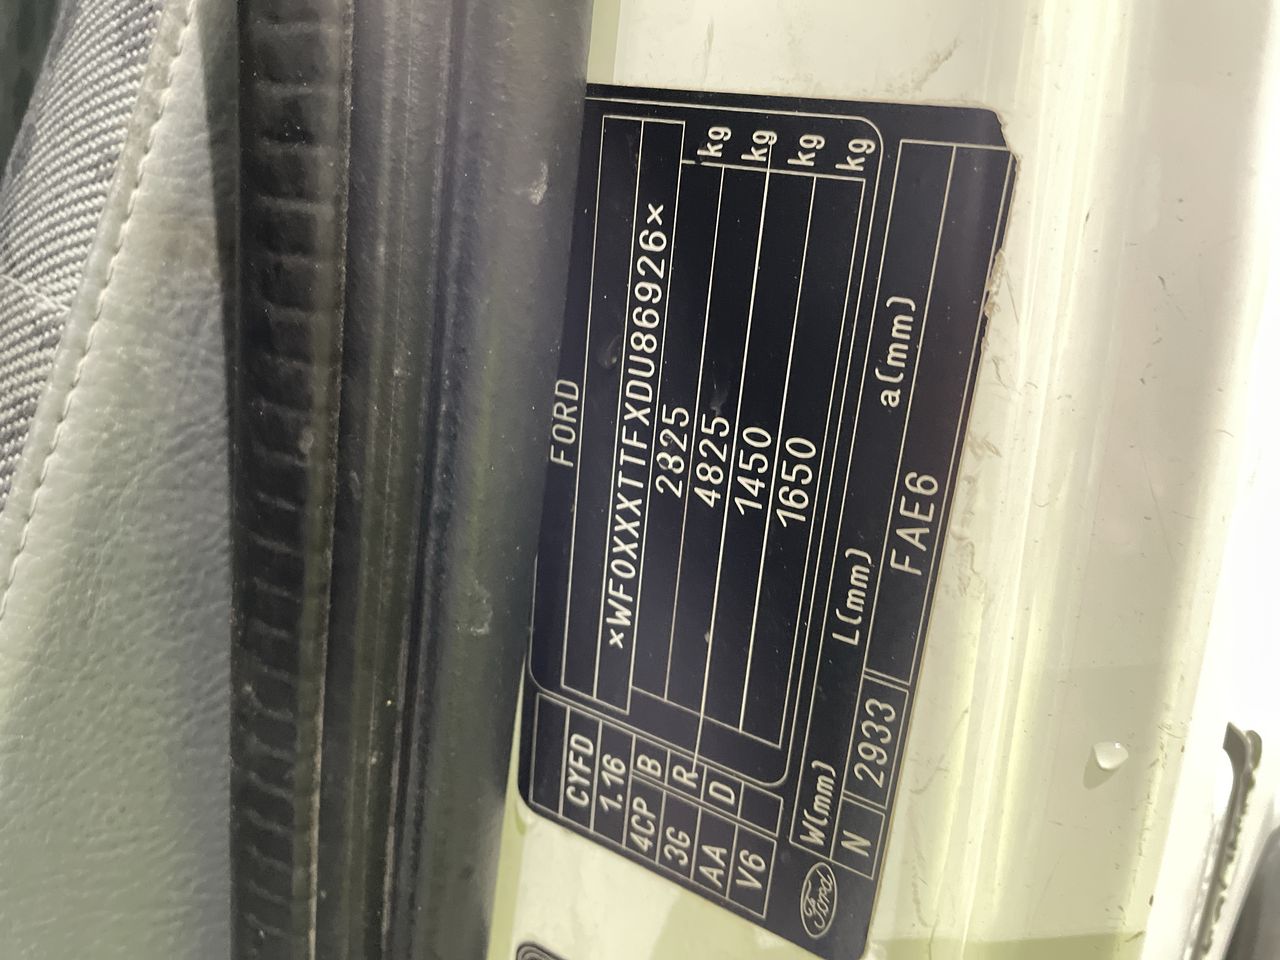 FORD
×WF0XXXTTFXDU86926×
2825 kg
4825 kg
1450 kg
1650 kg
CYFD
1.16
4CP B
3G R
AA D
V6
Ford
W(mm) L(mm) a(mm)
N 2933 FAE6